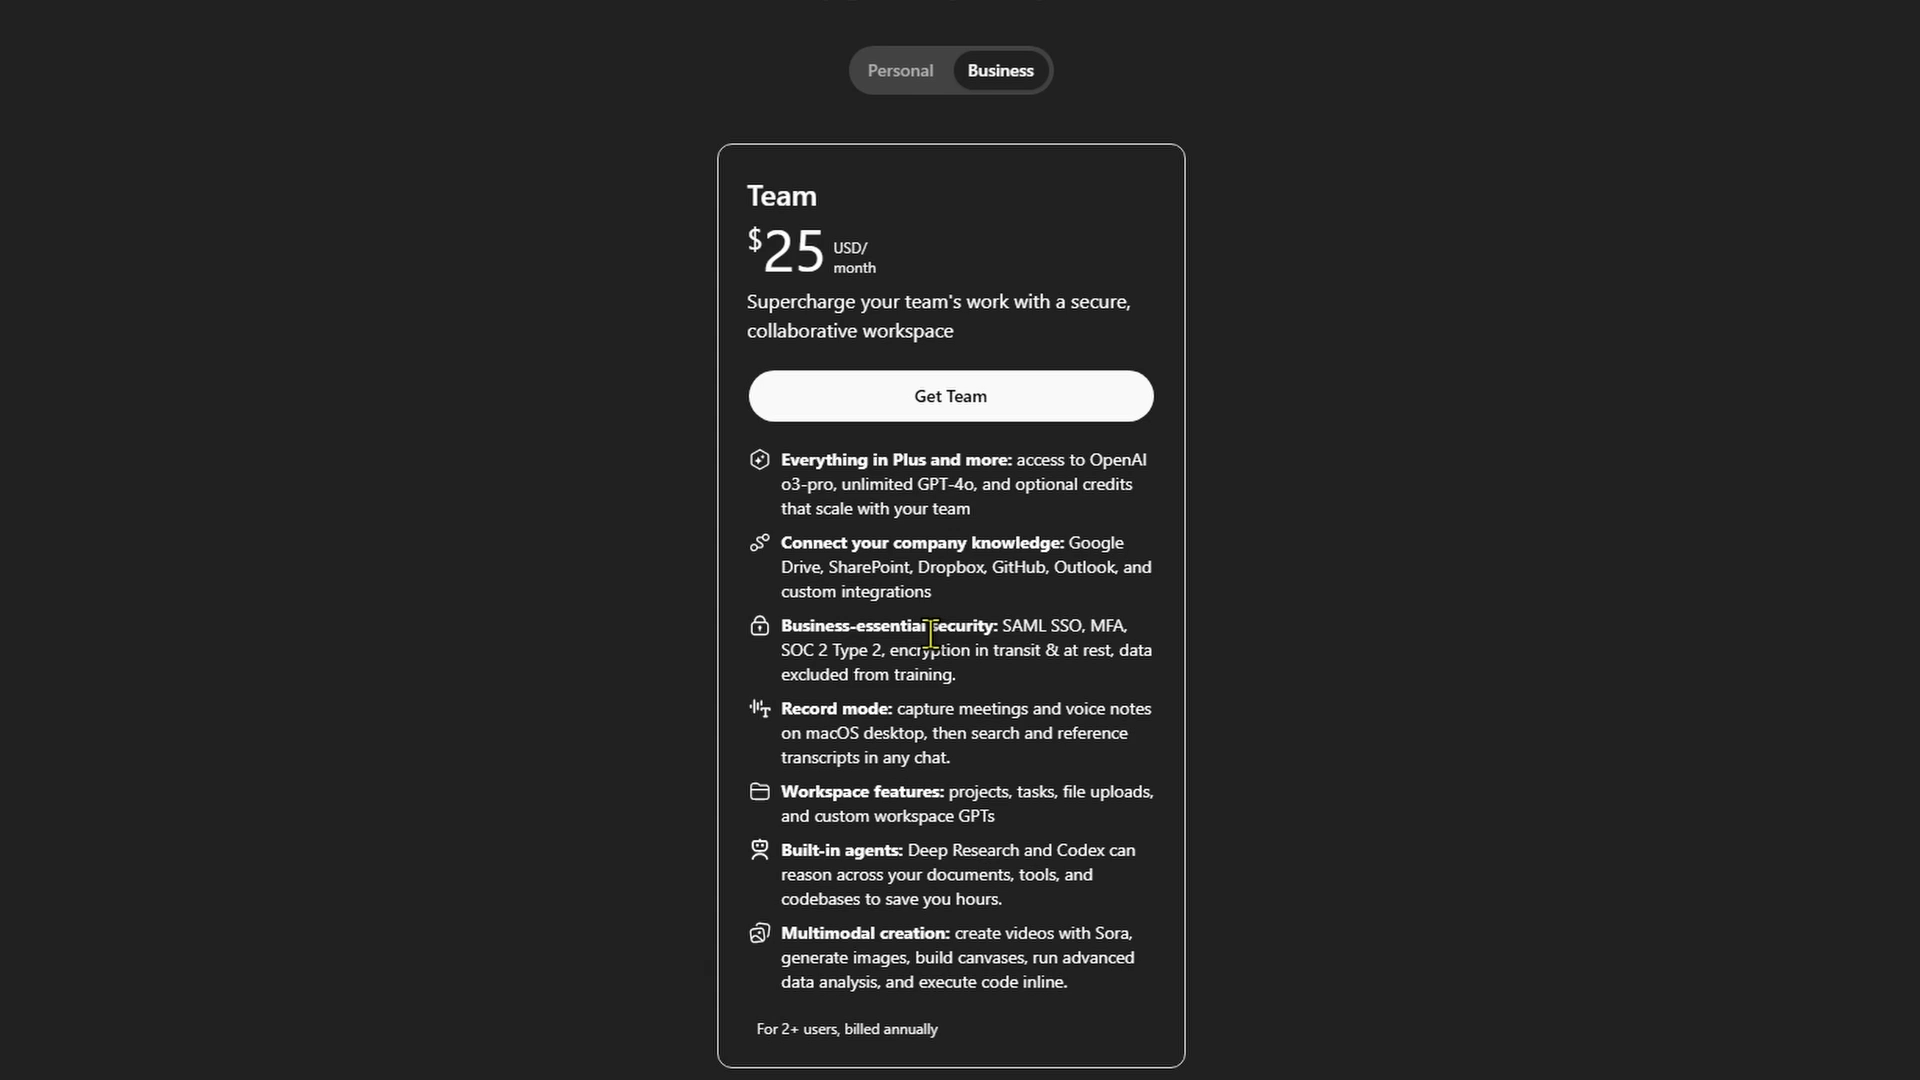 Personal
Business
Team
$25 USD/
month
Supercharge your team's work with a secure,
collaborative workspace
Get Team
Everything in Plus and more: access to OpenAI
o3-pro, unlimited GPT-4o, and optional credits
that scale with your team
Connect your company knowledge: Google
Drive, SharePoint, Dropbox, GitHub, Outlook, and
custom integrations
Business-essential security: SAML SSO, MFA,
SOC 2 Type 2, encryption in transit & at rest, data
excluded from training.
Record mode: capture meetings and voice notes
on macOS desktop, then search and reference
transcripts in any chat.
Workspace features: projects, tasks, file uploads,
and custom workspace GPTs
Built-in agents: Deep Research and Codex can
reason across your documents, tools, and
codebases to save you hours.
Multimodal creation: create videos with Sora,
generate images, build canvases, run advanced
data analysis, and execute code inline.
For 2+ users, billed annually